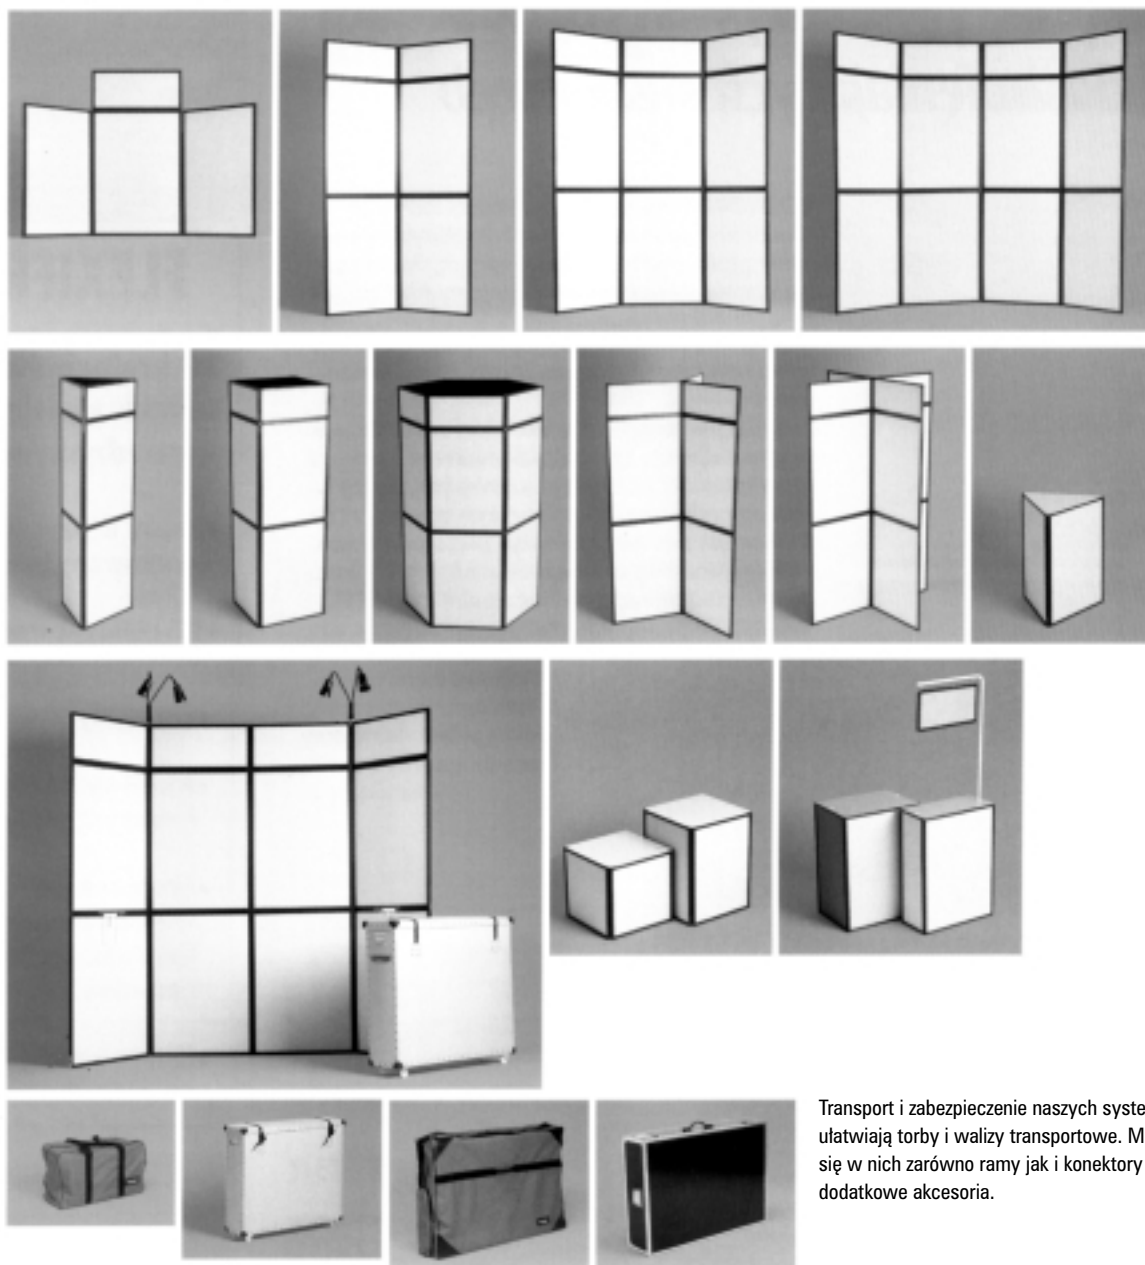 Transport i zabezpieczenie naszych syste
ułatwiają torby i walizy transportowe. M
się w nich zarówno ramy jak i konektory
dodatkowe akcesoria.